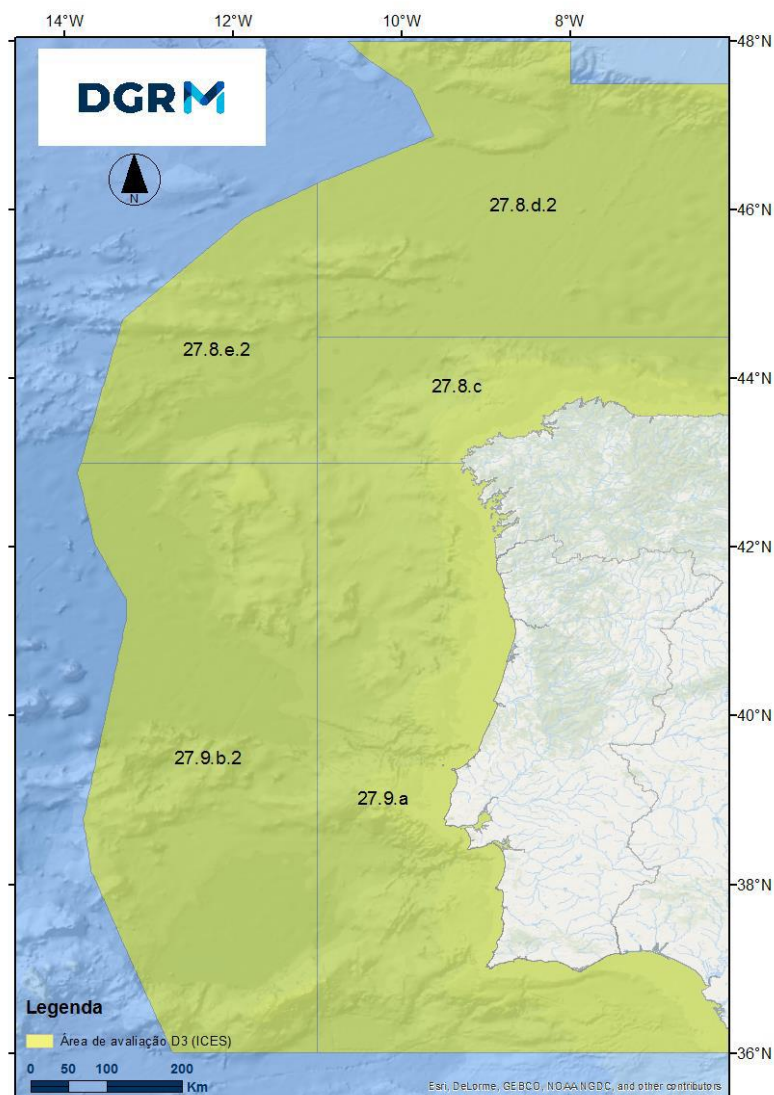 14°W 12°W 10°W 8°W
48°N
DGRM
N
46°N
27.8.d.2
27.8.e.2
44°N
27.8.c
42°N
40°N
27.9.b.2
27.9.a
38°N
Legenda
Área de avaliação D3 (ICES)
36°N
0 50 100 200
Km
Esri, DeLorme, GEBCO, NOAA NGDC, and other contributors